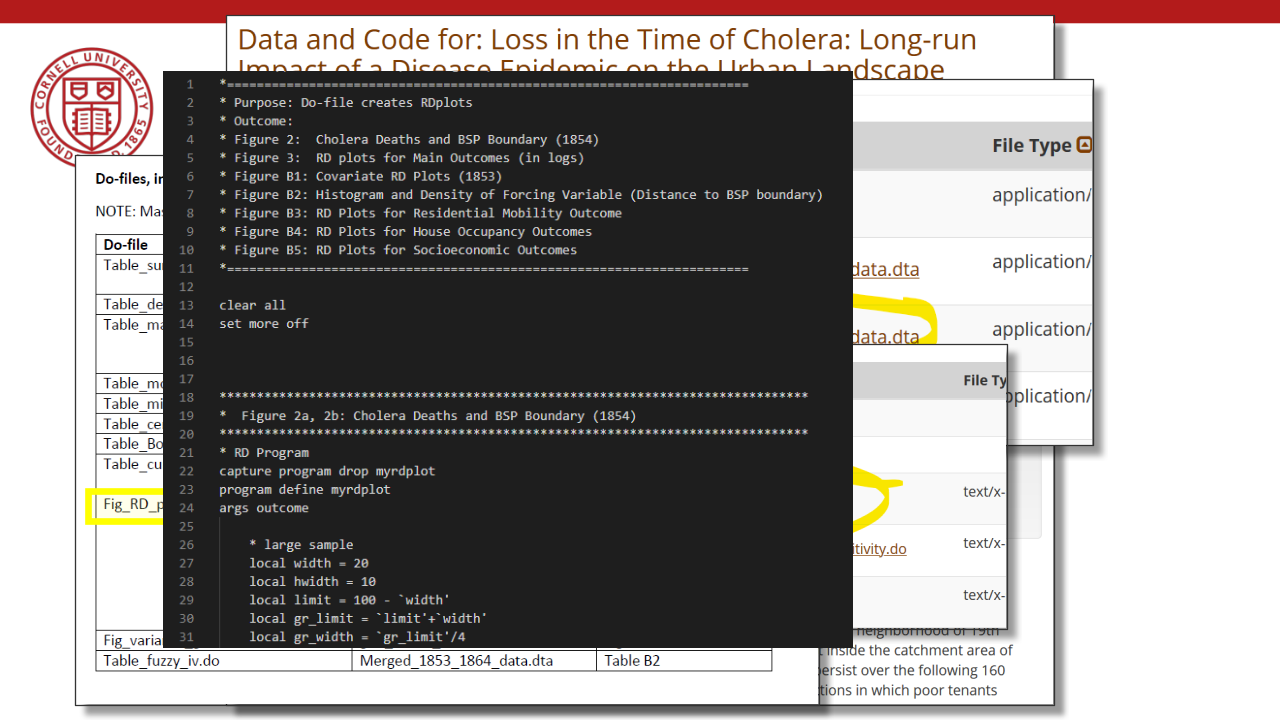 Data and Code for: Loss in the Time of Cholera: Long-run
Impact of a Disease Epidemic on the Urban Landscape
CORNELL UNIVERSITY
FOUND D. 1865
1 *======================================================================
2 * Purpose: Do-file creates RDplots
3 * Outcome:
4 * Figure 2:  Cholera Deaths and BSP Boundary (1854)
5 * Figure 3:  RD plots for Main Outcomes (in logs)
6 * Figure B1: Covariate RD Plots (1853)
7 * Figure B2: Histogram and Density of Forcing Variable (Distance to BSP boundary)
8 * Figure B3: RD Plots for Residential Mobility Outcome
9 * Figure B4: RD Plots for House Occupancy Outcomes
10 * Figure B5: RD Plots for Socioeconomic Outcomes
11 *======================================================================
12
13 clear all
14 set more off
15
16
17
18 *******************************************************************************
19 *  Figure 2a, 2b: Cholera Deaths and BSP Boundary (1854)
20 *******************************************************************************
21 * RD Program
22 capture program drop myrdplot
23 program define myrdplot
24 args outcome
25
26     * large sample
27     local width = 20
28     local hwidth = 10
29     local limit = 100 - `width'
30     local gr_limit = `limit'+`width'
31     local gr_width = `gr_limit'/4
Do-files, in
NOTE: Mas
Do-file
Table_su
Table_de
Table_ma
Table_mo
Table_mi
Table_ce
Table_Bo
Table_cu
Fig_RD_p
Fig_varia
Table_fuzzy_iv.do Merged_1853_1864_data.dta Table B2
File Type
application/
data.dta application/
data.dta application/
pplication/
File Ty
text/x-
itivity.do text/x-
text/x-
neighborhood of 19th
inside the catchment area of
persist over the following 160
tions in which poor tenants